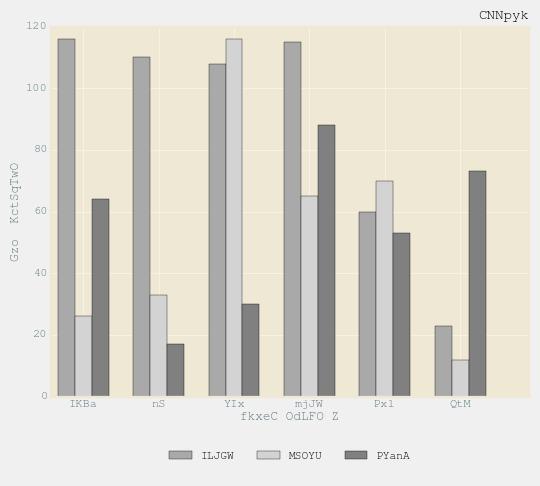 CNNpyk
120
100
80
60
40
20
0
Gzo KctSqTwO
IKBa nS YIx mjJW Pxl QtM
fkxeC OdLFO Z
ILJGW MSOYU PYanA